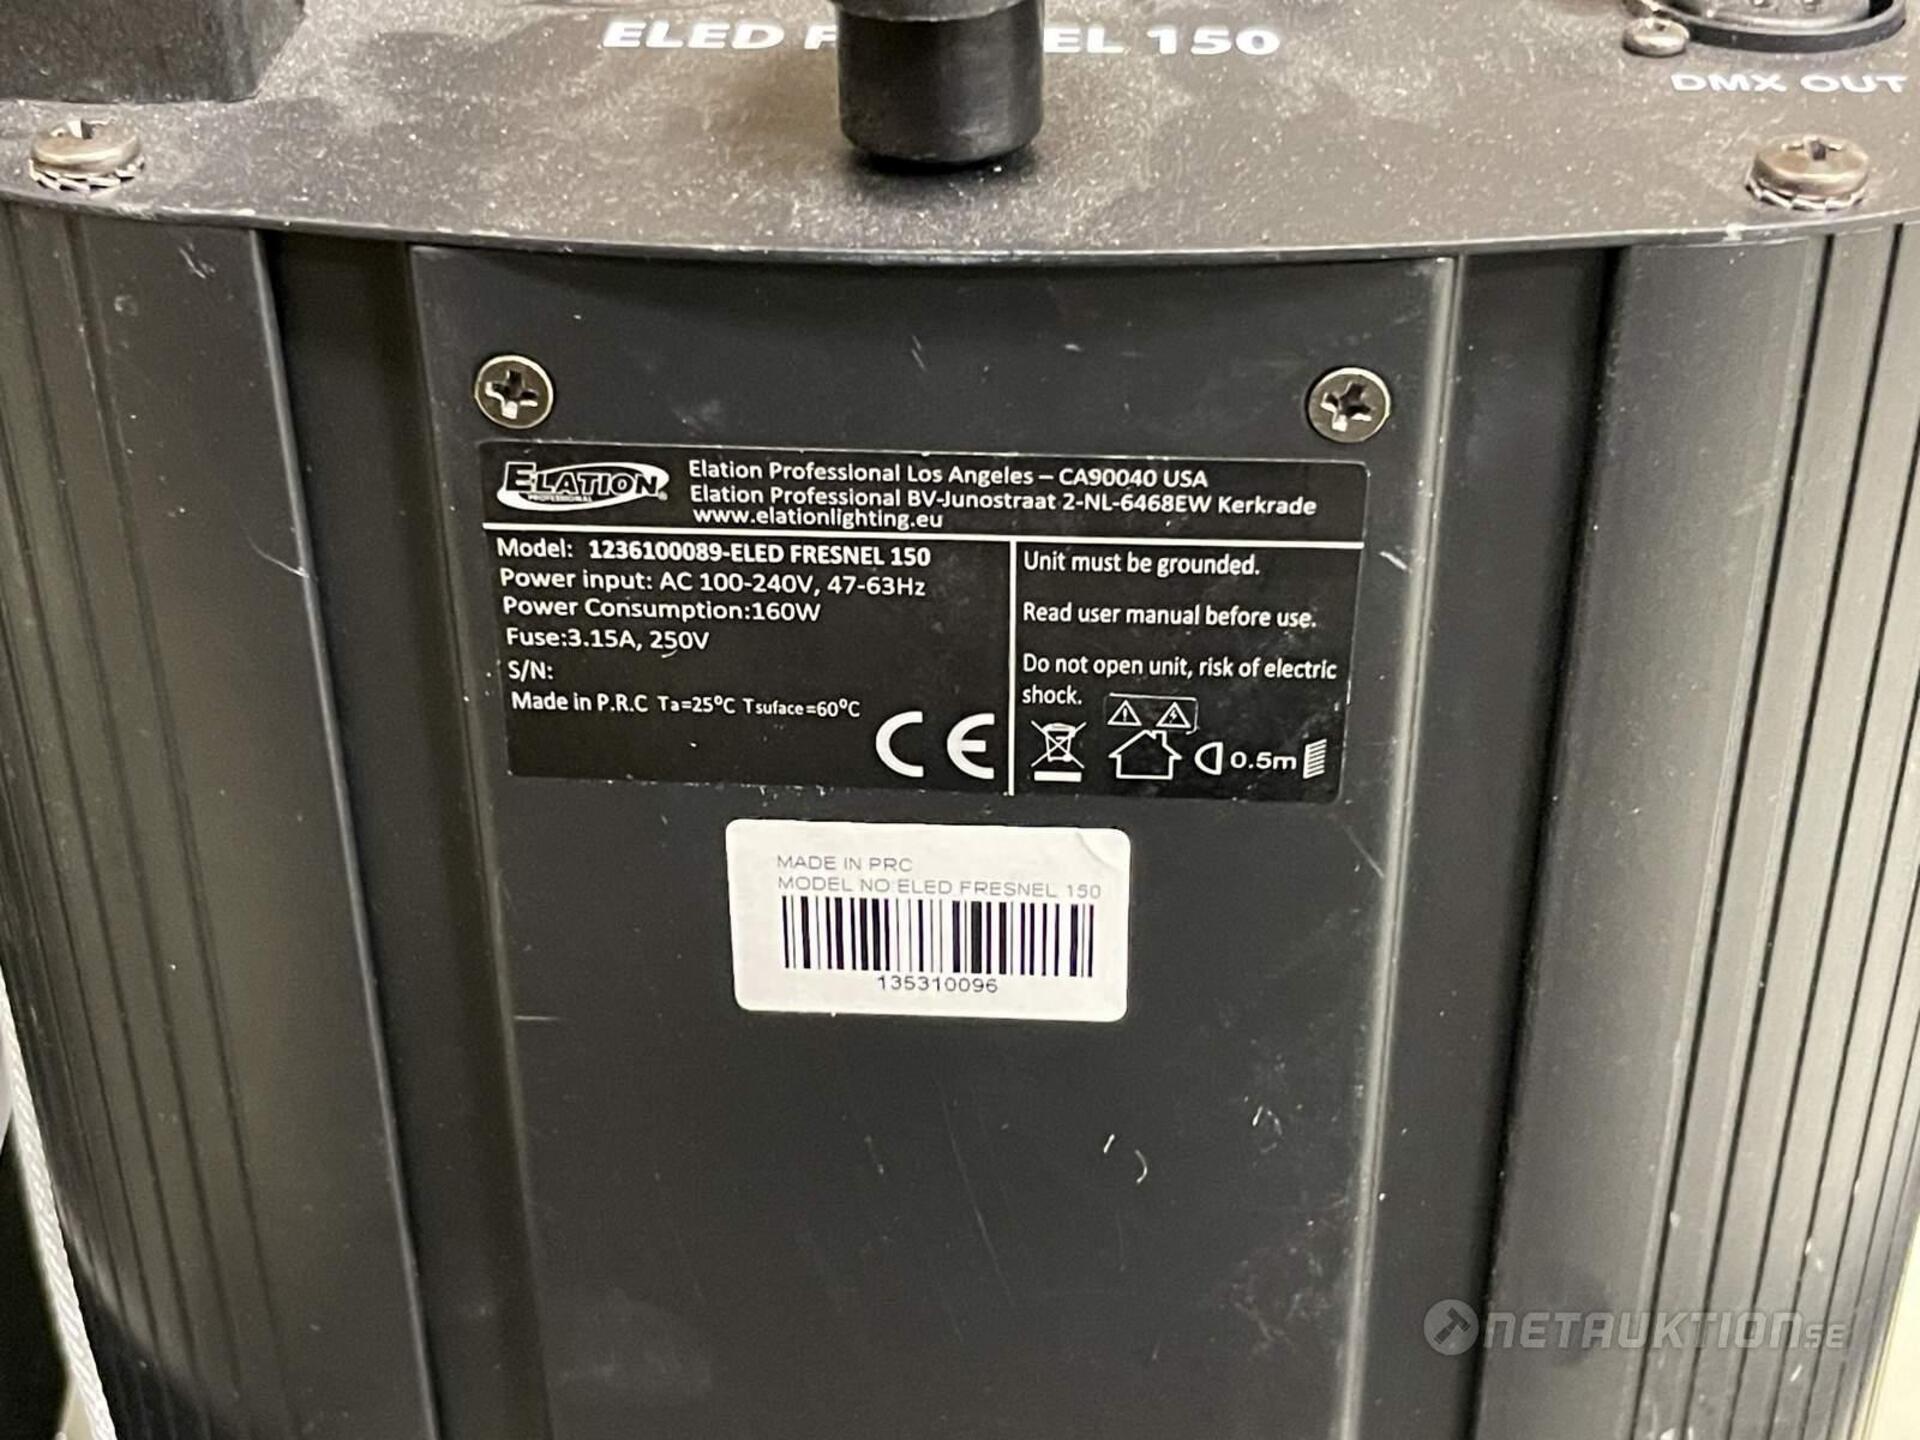 ELED F EL 150
DMX OUT
ELATION
PROFESSIONAL
Elation Professional Los Angeles – CA90040 USA
Elation Professional BV-Junostraat 2-NL-6468EW Kerkrade
www.elationlighting.eu
Model: 1236100089-ELED FRESNEL 150
Power input: AC 100-240V, 47-63Hz
Power Consumption:160W
Fuse:3.15A, 250V
S/N:
Made in P.R.C Ta=25°C Tsuface=60°C
CE
Unit must be grounded.
Read user manual before use.
Do not open unit, risk of electric
shock.
0.5m
MADE IN PRC
MODEL NO:ELED FRESNEL 150
135310096
NETAUKTION.SE